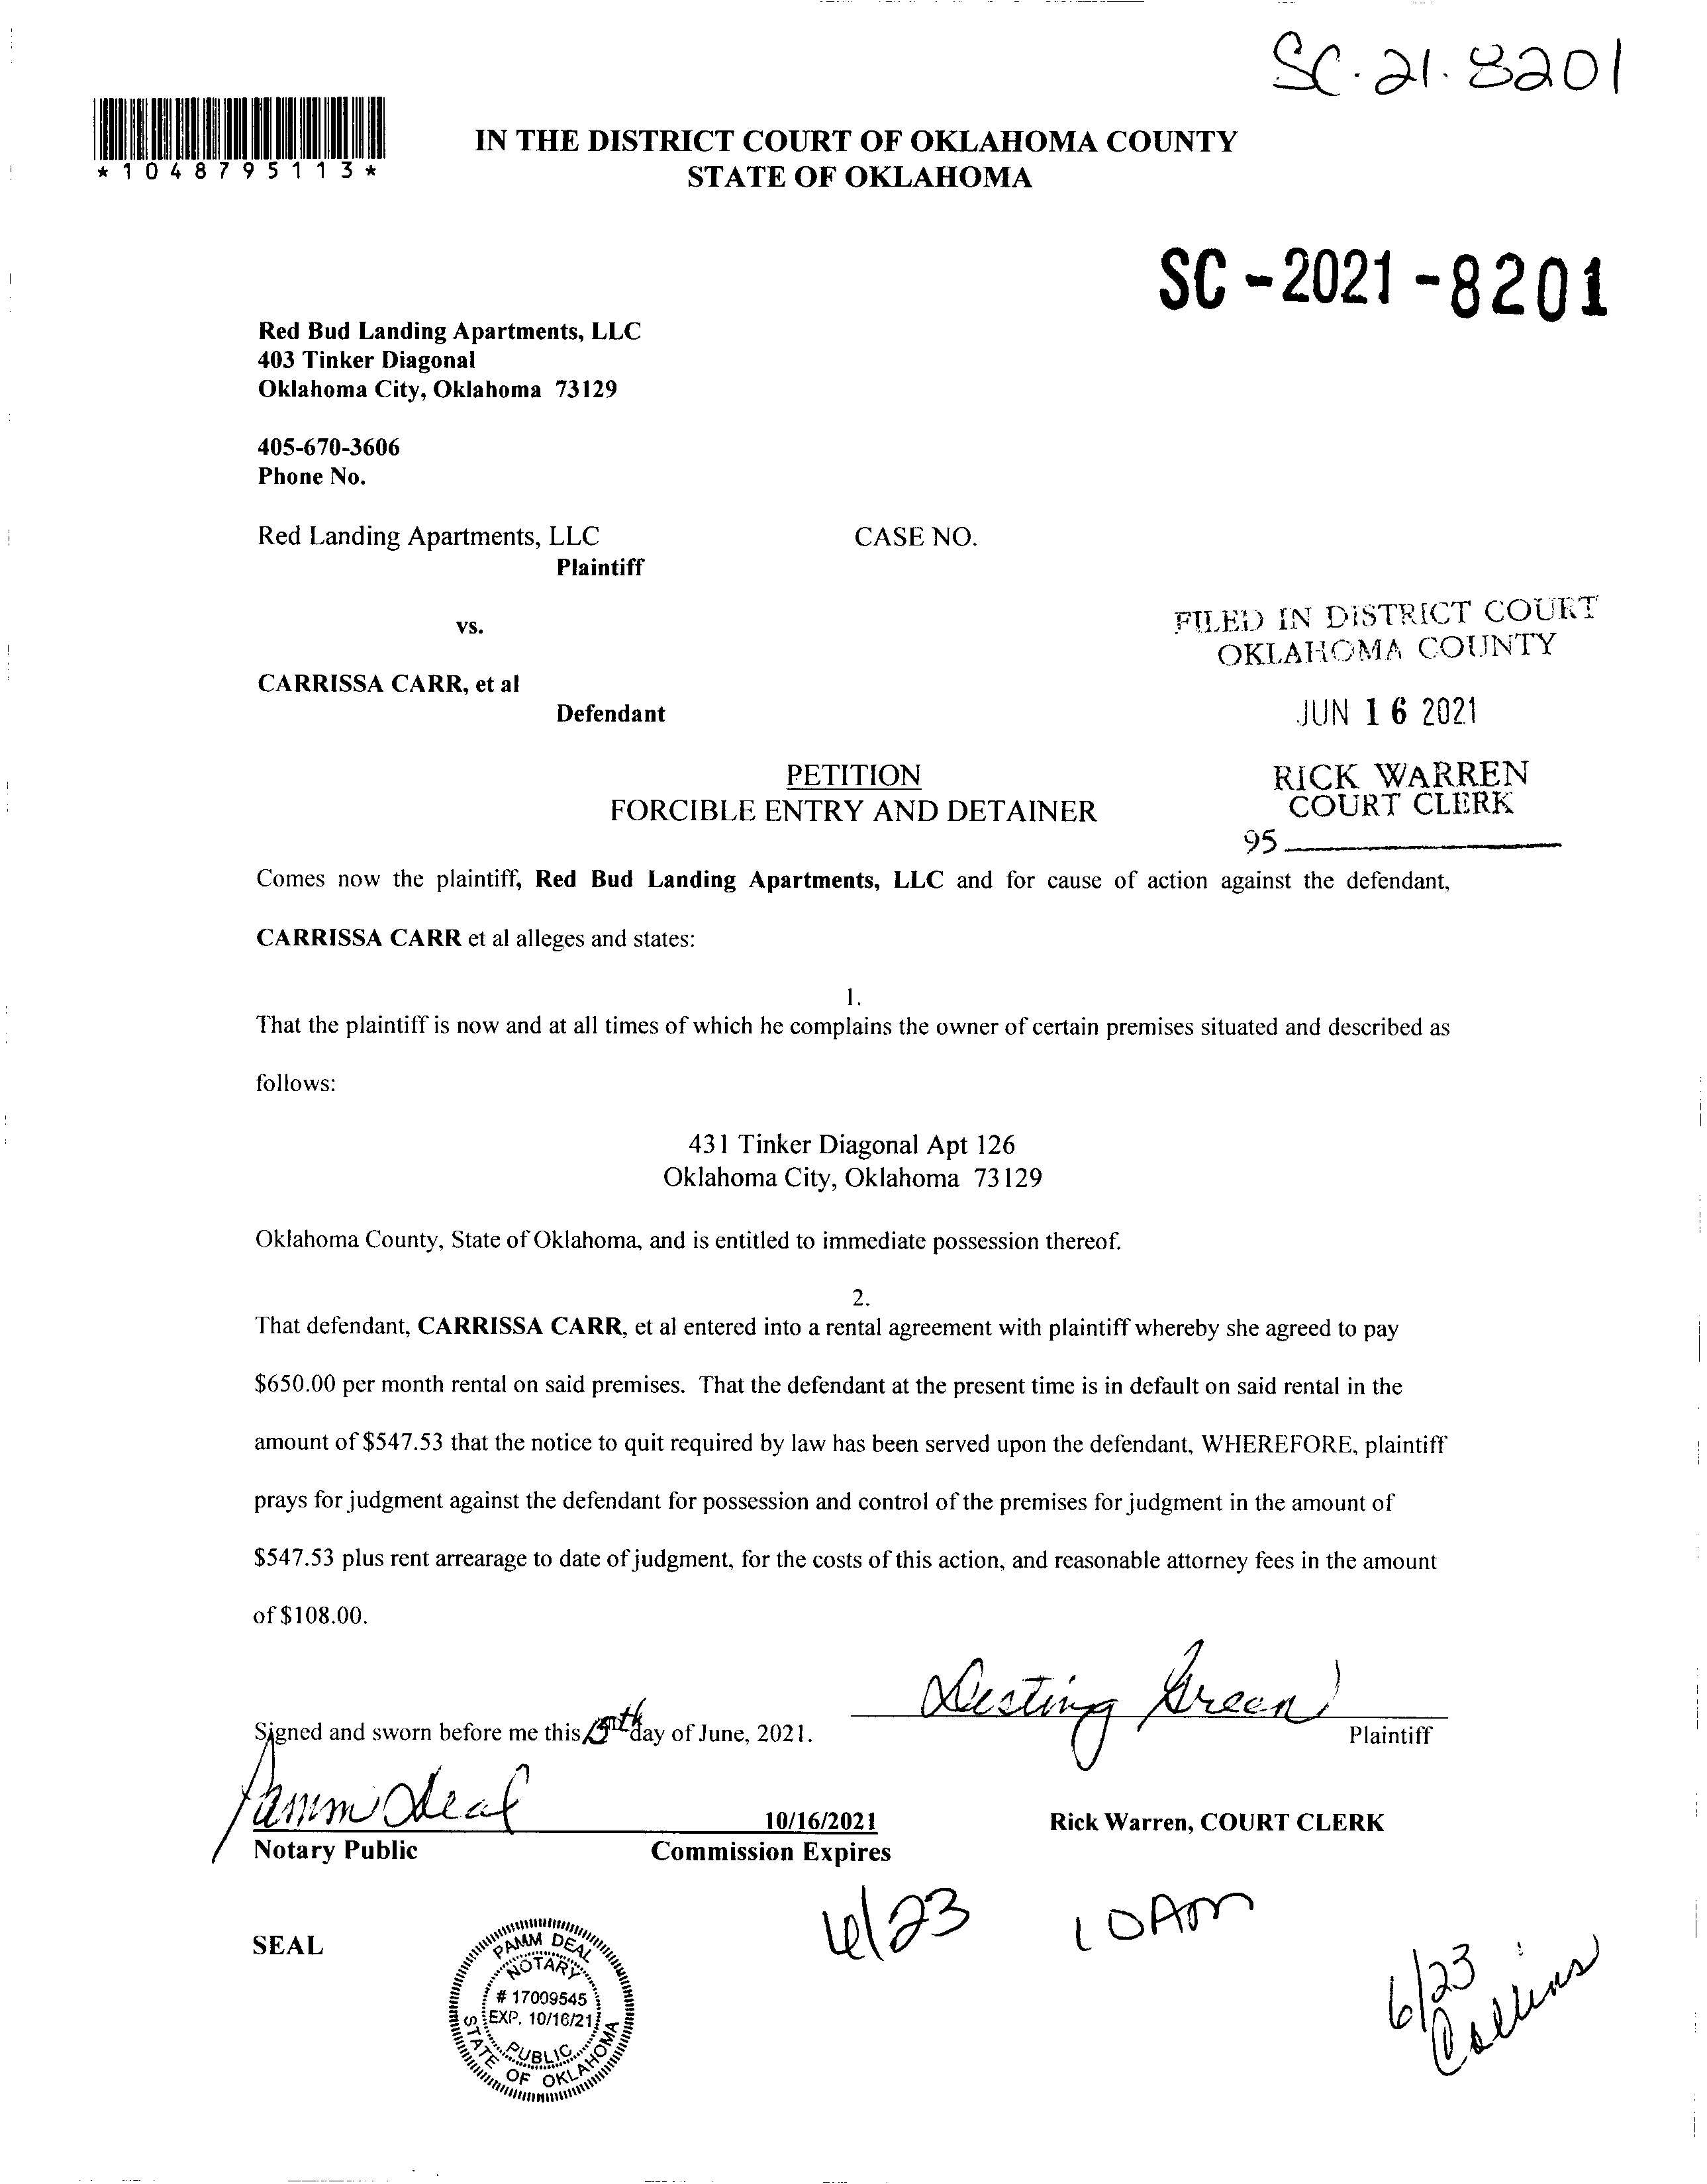 SC-21-8201
*1048795113*
IN THE DISTRICT COURT OF OKLAHOMA COUNTY
STATE OF OKLAHOMA
SC-2021-8201
Red Bud Landing Apartments, LLC
403 Tinker Diagonal
Oklahoma City, Oklahoma 73129
405-670-3606
Phone No.
Red Landing Apartments, LLC CASE NO.
Plaintiff
vs.
FILED IN DISTRICT COURT
OKLAHOMA COUNTY
CARRISSA CARR, et al
Defendant
JUN 16 2021
PETITION
RICK WARREN
FORCIBLE ENTRY AND DETAINER
COURT CLERK
95
Comes now the plaintiff, Red Bud Landing Apartments, LLC and for cause of action against the defendant,
CARRISSA CARR et al alleges and states:
1.
That the plaintiff is now and at all times of which he complains the owner of certain premises situated and described as
follows:
431 Tinker Diagonal Apt 126
Oklahoma City, Oklahoma 73129
Oklahoma County, State of Oklahoma, and is entitled to immediate possession thereof.
2.
That defendant, CARRISSA CARR, et al entered into a rental agreement with plaintiff whereby she agreed to pay
$650.00 per month rental on said premises. That the defendant at the present time is in default on said rental in the
amount of $547.53 that the notice to quit required by law has been served upon the defendant, WHEREFORE, plaintiff
prays for judgment against the defendant for possession and control of the premises for judgment in the amount of
$547.53 plus rent arrearage to date of judgment, for the costs of this action, and reasonable attorney fees in the amount
of $108.00.
Destiny Green
Signed and sworn before me this 15th day of June, 2021.
Plaintiff
Pamm Deal
10/16/2021 Rick Warren, COURT CLERK
Notary Public Commission Expires
6/23 10AM
SEAL
PAMM DEAL
NOTARY
# 17009545
EXP. 10/16/21
PUBLIC
STATE OF OKLAHOMA
6/23
Collins